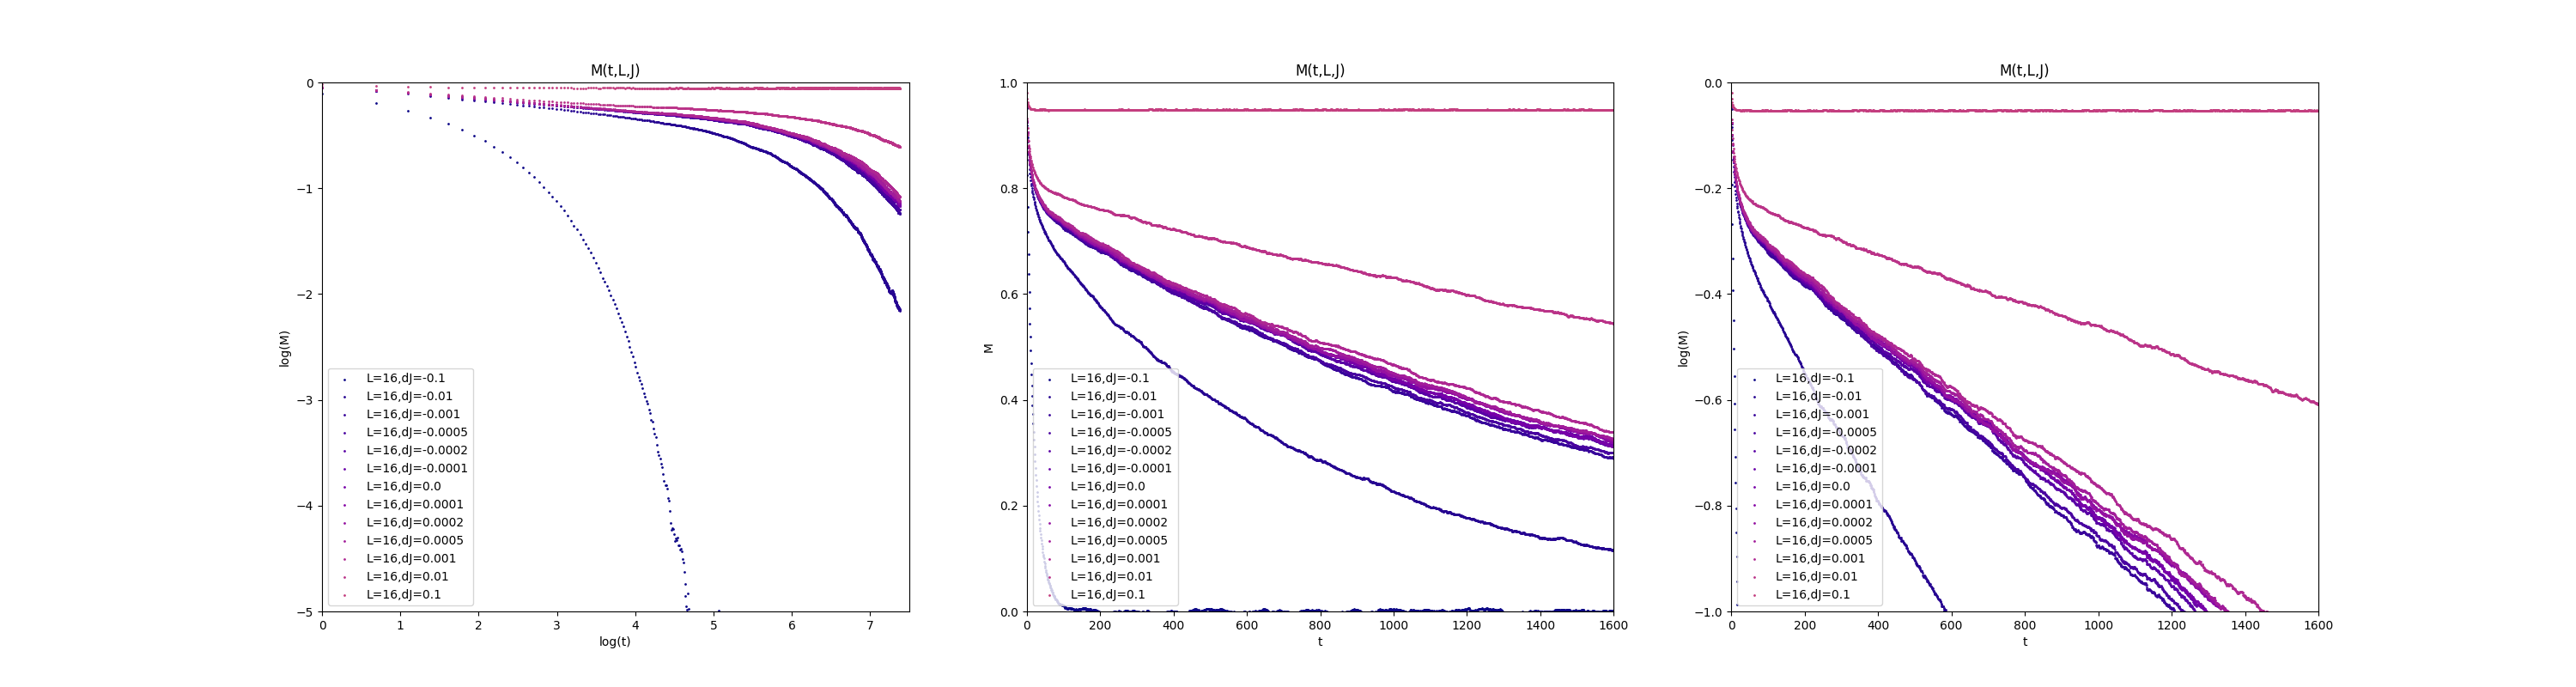 M(t,L,J)
log(M)
0
−1
−2
−3
−4
−5
L=16,dJ=-0.1
L=16,dJ=-0.01
L=16,dJ=-0.001
L=16,dJ=-0.0005
L=16,dJ=-0.0002
L=16,dJ=-0.0001
L=16,dJ=0.0
L=16,dJ=0.0001
L=16,dJ=0.0002
L=16,dJ=0.0005
L=16,dJ=0.001
L=16,dJ=0.01
L=16,dJ=0.1
0 1 2 3 4 5 6 7
log(t)
M(t,L,J)
M
1.0
0.8
0.6
0.4
0.2
0.0
L=16,dJ=-0.1
L=16,dJ=-0.01
L=16,dJ=-0.001
L=16,dJ=-0.0005
L=16,dJ=-0.0002
L=16,dJ=-0.0001
L=16,dJ=0.0
L=16,dJ=0.0001
L=16,dJ=0.0002
L=16,dJ=0.0005
L=16,dJ=0.001
L=16,dJ=0.01
L=16,dJ=0.1
0 200 400 600 800 1000 1200 1400 1600
t
M(t,L,J)
log(M)
0.0
−0.2
−0.4
−0.6
−0.8
−1.0
L=16,dJ=-0.1
L=16,dJ=-0.01
L=16,dJ=-0.001
L=16,dJ=-0.0005
L=16,dJ=-0.0002
L=16,dJ=-0.0001
L=16,dJ=0.0
L=16,dJ=0.0001
L=16,dJ=0.0002
L=16,dJ=0.0005
L=16,dJ=0.001
L=16,dJ=0.01
L=16,dJ=0.1
0 200 400 600 800 1000 1200 1400 1600
t